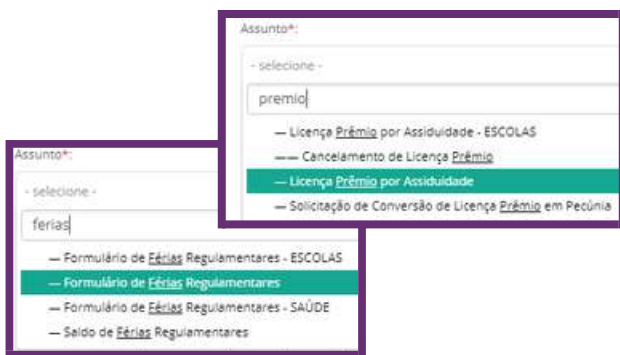 Assunto*:
- selecione -
premio
— Licença Prêmio por Assiduidade - ESCOLAS
—— Cancelamento de Licença Prêmio
— Licença Prêmio por Assiduidade
— Solicitação de Conversão de Licença Prêmio em Pecúnia
Assunto*:
- selecione -
ferias
— Formulário de Férias Regulamentares - ESCOLAS
— Formulário de Férias Regulamentares
— Formulário de Férias Regulamentares - SAÚDE
— Saldo de Férias Regulamentares